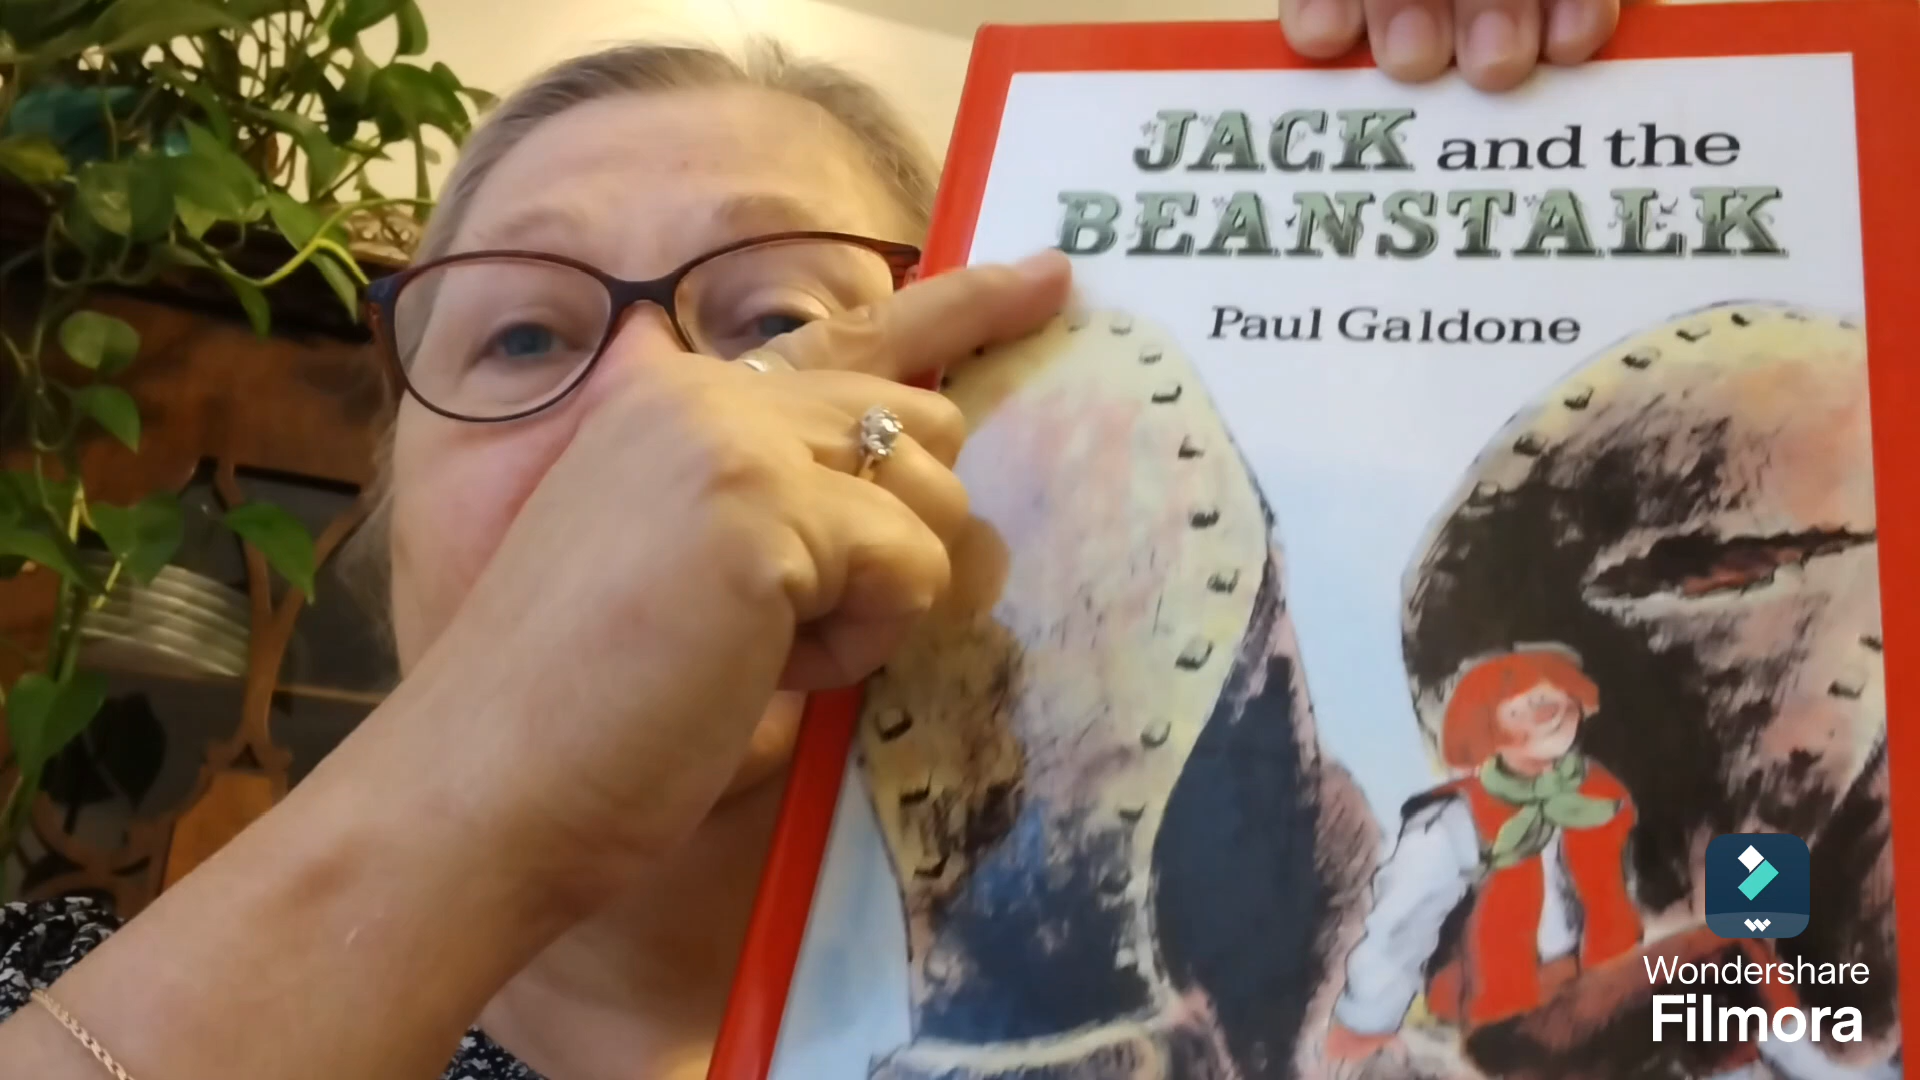 JACK and the
BEANSTALK
Paul Galdone
Wondershare
Filmora